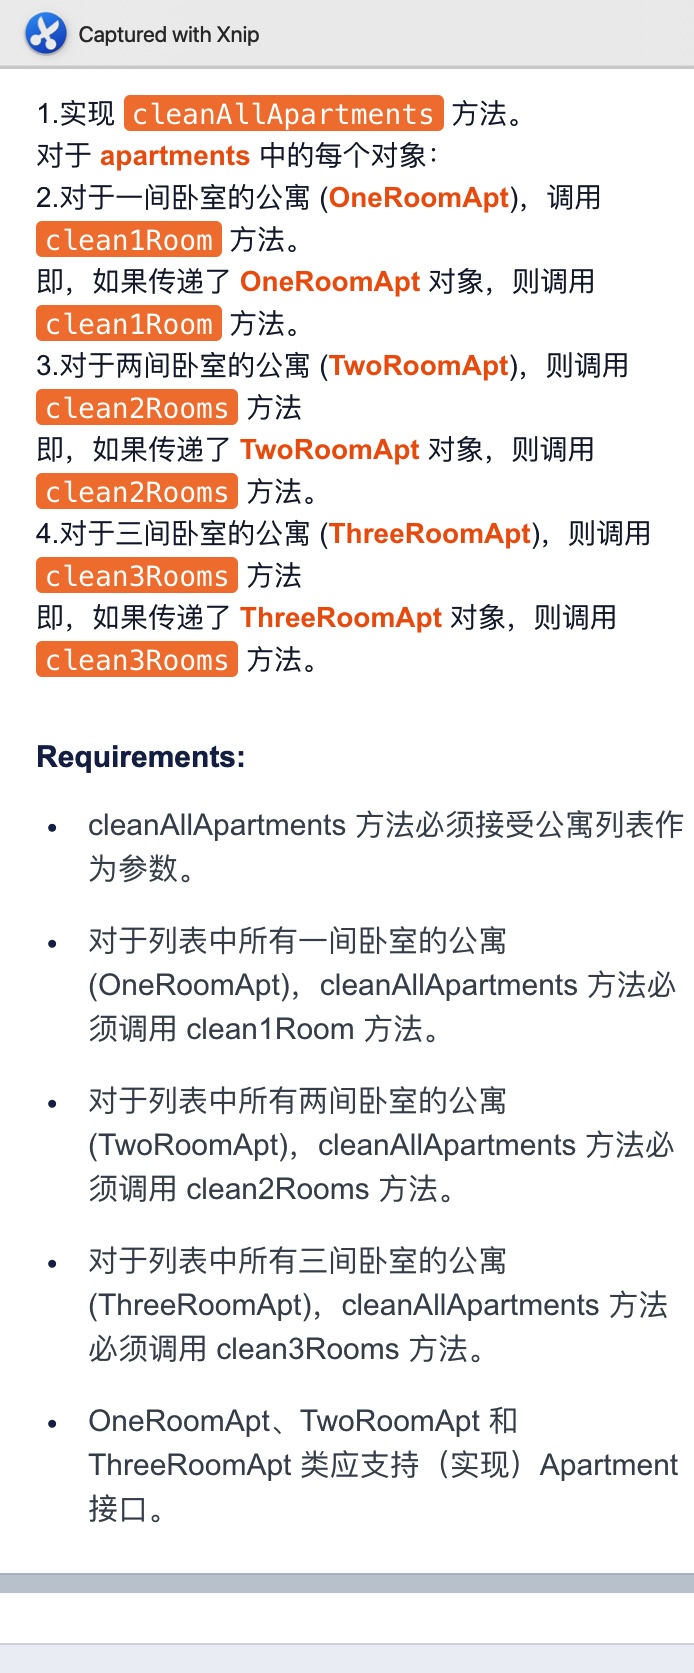 Captured with Xnip
1.实现 cleanAllApartments 方法。
对于 apartments 中的每个对象：
2.对于一间卧室的公寓 (OneRoomApt)，调用
clean1Room 方法。
即，如果传递了 OneRoomApt 对象，则调用
clean1Room 方法。
3.对于两间卧室的公寓 (TwoRoomApt)，则调用
clean2Rooms 方法
即，如果传递了 TwoRoomApt 对象，则调用
clean2Rooms 方法。
4.对于三间卧室的公寓 (ThreeRoomApt)，则调用
clean3Rooms 方法
即，如果传递了 ThreeRoomApt 对象，则调用
clean3Rooms 方法。
Requirements:
• cleanAllApartments 方法必须接受公寓列表作
为参数。
• 对于列表中所有一间卧室的公寓
(OneRoomApt)，cleanAllApartments 方法必
须调用 clean1Room 方法。
• 对于列表中所有两间卧室的公寓
(TwoRoomApt)，cleanAllApartments 方法必
须调用 clean2Rooms 方法。
• 对于列表中所有三间卧室的公寓
(ThreeRoomApt)，cleanAllApartments 方法
必须调用 clean3Rooms 方法。
• OneRoomApt、TwoRoomApt 和
ThreeRoomApt 类应支持（实现）Apartment
接口。